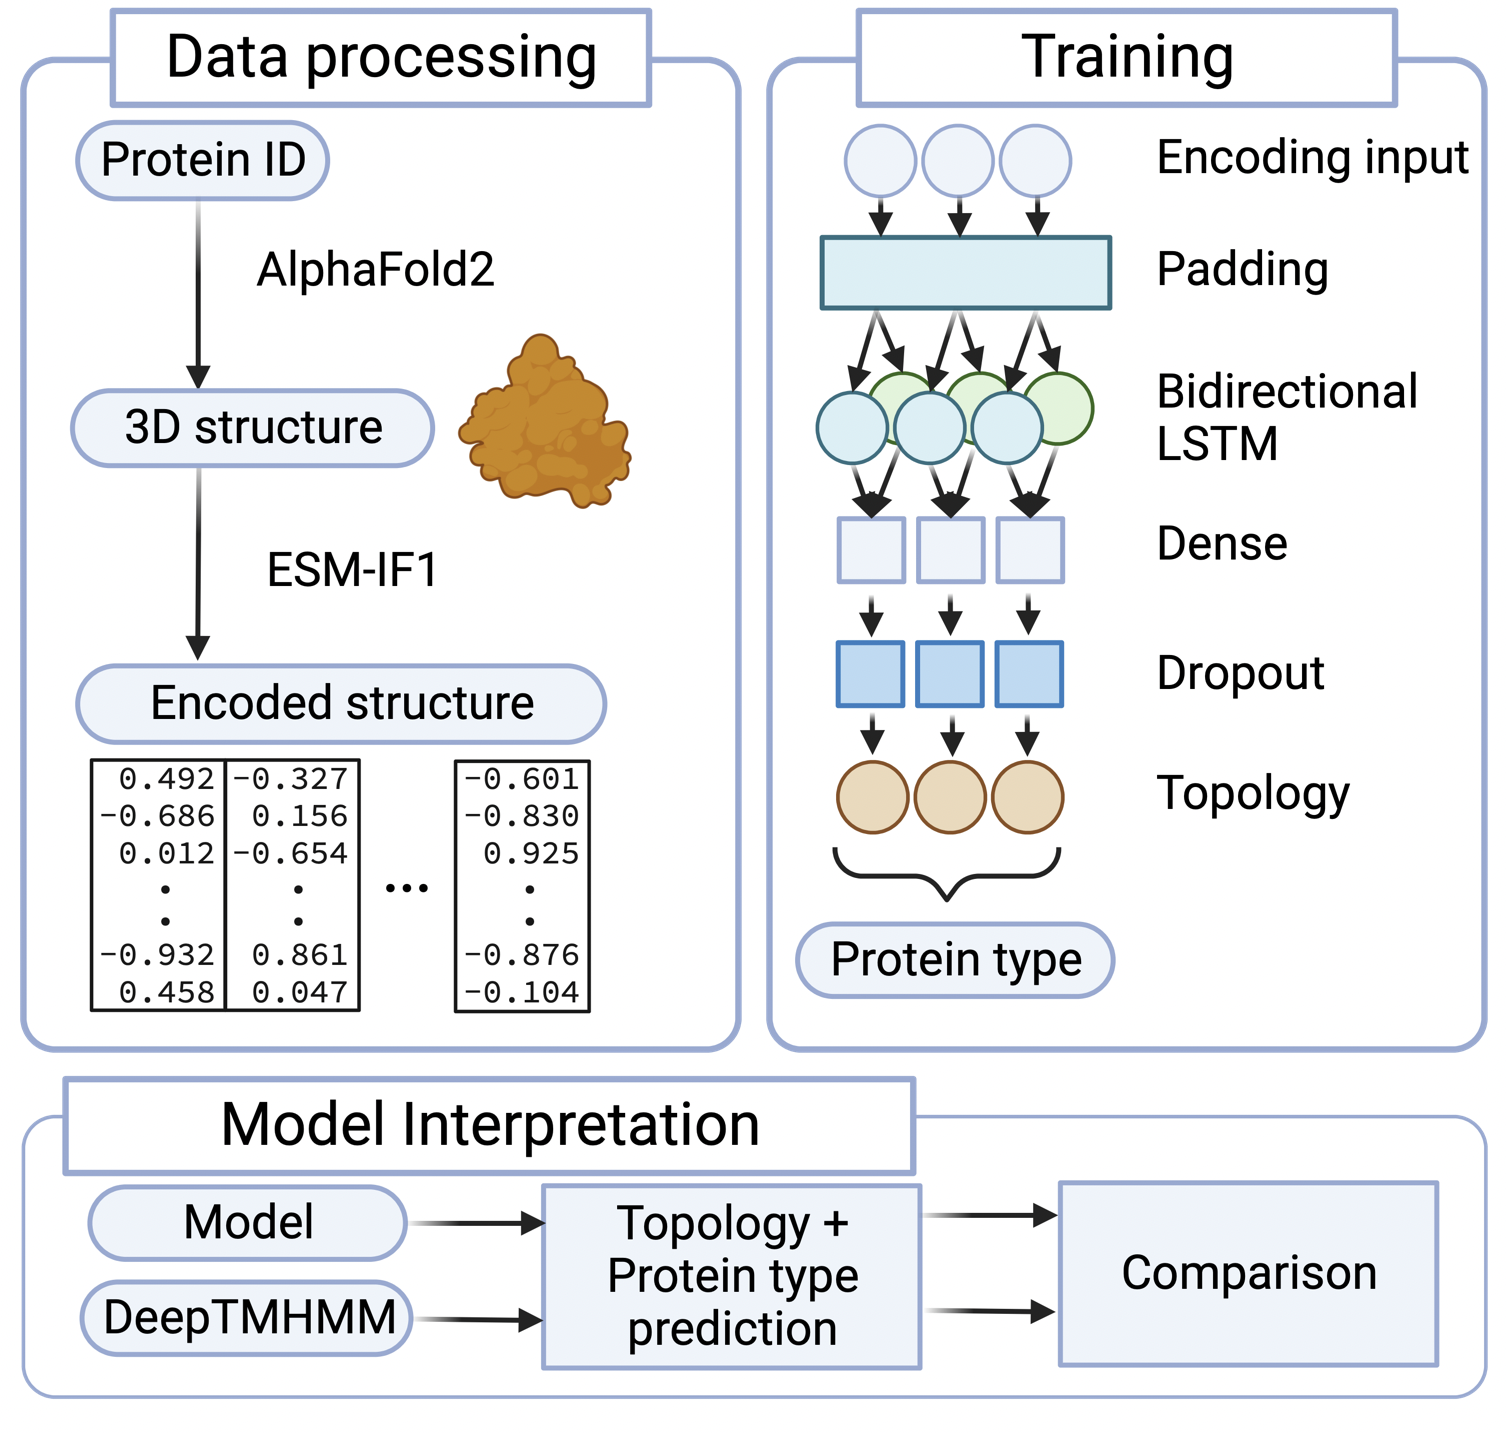 Data processing
Protein ID
AlphaFold2
3D structure
ESM-IF1
Encoded structure
0.492 −0.327 −0.601
−0.686 0.156 −0.830
0.012 −0.654 0.925
...
−0.932 0.861 −0.876
0.458 0.047 −0.104
Training
Encoding input
Padding
Bidirectional
LSTM
Dense
Dropout
Topology
Protein type
Model Interpretation
Model
DeepTMHMM
Topology +
Protein type
prediction
Comparison